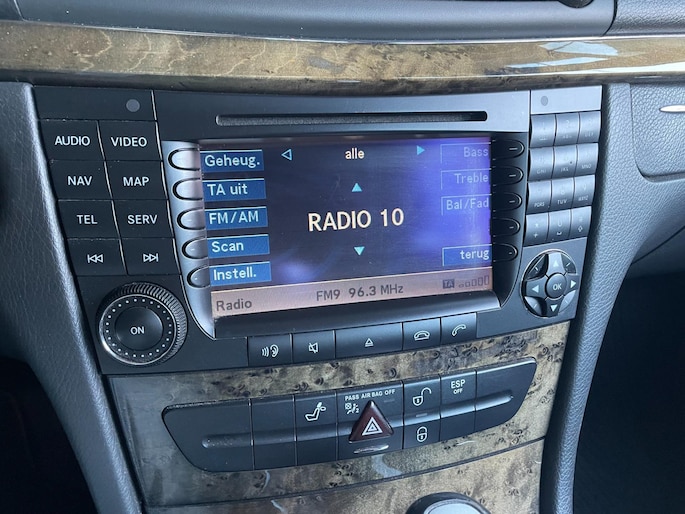 AUDIO VIDEO
NAV MAP
TEL SERV
ON
Geheug. alle Bass
TA uit Treble
FM/AM RADIO 10 Bal/Fad
Scan terug
Instell.
Radio FM9 96.3 MHz TA
OK
PASS AIR BAG OFF
ESP
OFF